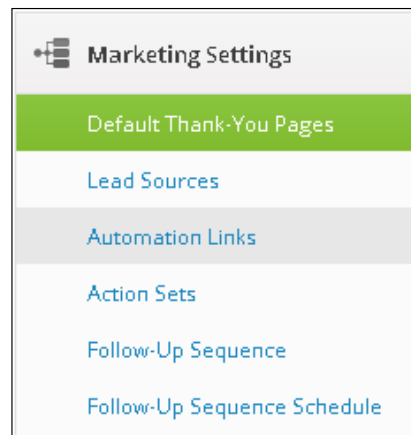 Marketing Settings
Default Thank-You Pages
Lead Sources
Automation Links
Action Sets
Follow-Up Sequence
Follow-Up Sequence Schedule